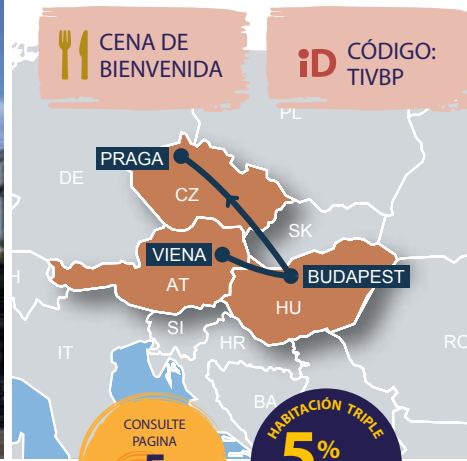 CENA DE
BIENVENIDA
iD CÓDIGO:
TIVBP
PL
DE
PRAGA
CZ
SK
VIENA
AT
BUDAPEST
HU
SI
HR
IT
RO
BA
H
CONSULTE
PAGINA
HABITACIÓN TRIPLE
5%